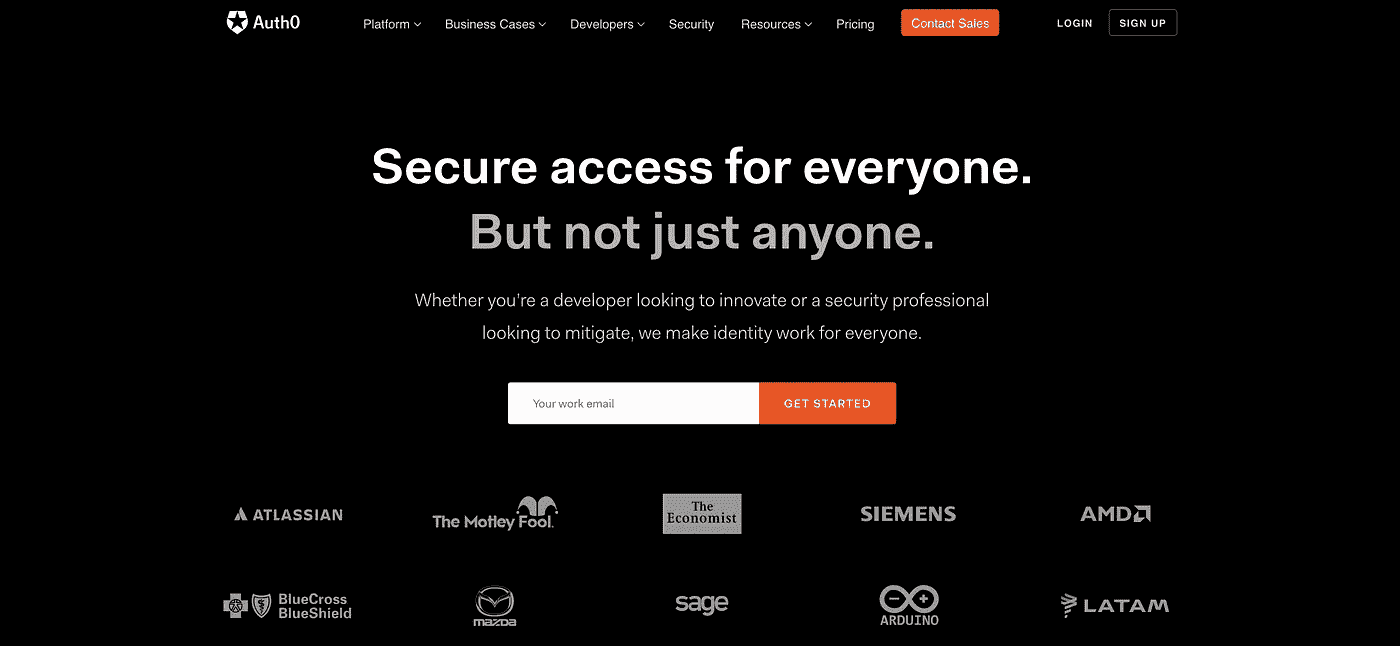 Auth0
Platform
Business Cases
Developers
Security
Resources
Pricing
Contact Sales
LOGIN
SIGN UP
Secure access for everyone.
But not just anyone.
Whether you're a developer looking to innovate or a security professional
looking to mitigate, we make identity work for everyone.
Your work email
GET STARTED
ATLASSIAN
The Motley Fool.
The
Economist
SIEMENS
AMD
BlueCross
BlueShield
mazda
sage
ARDUINO
LATAM